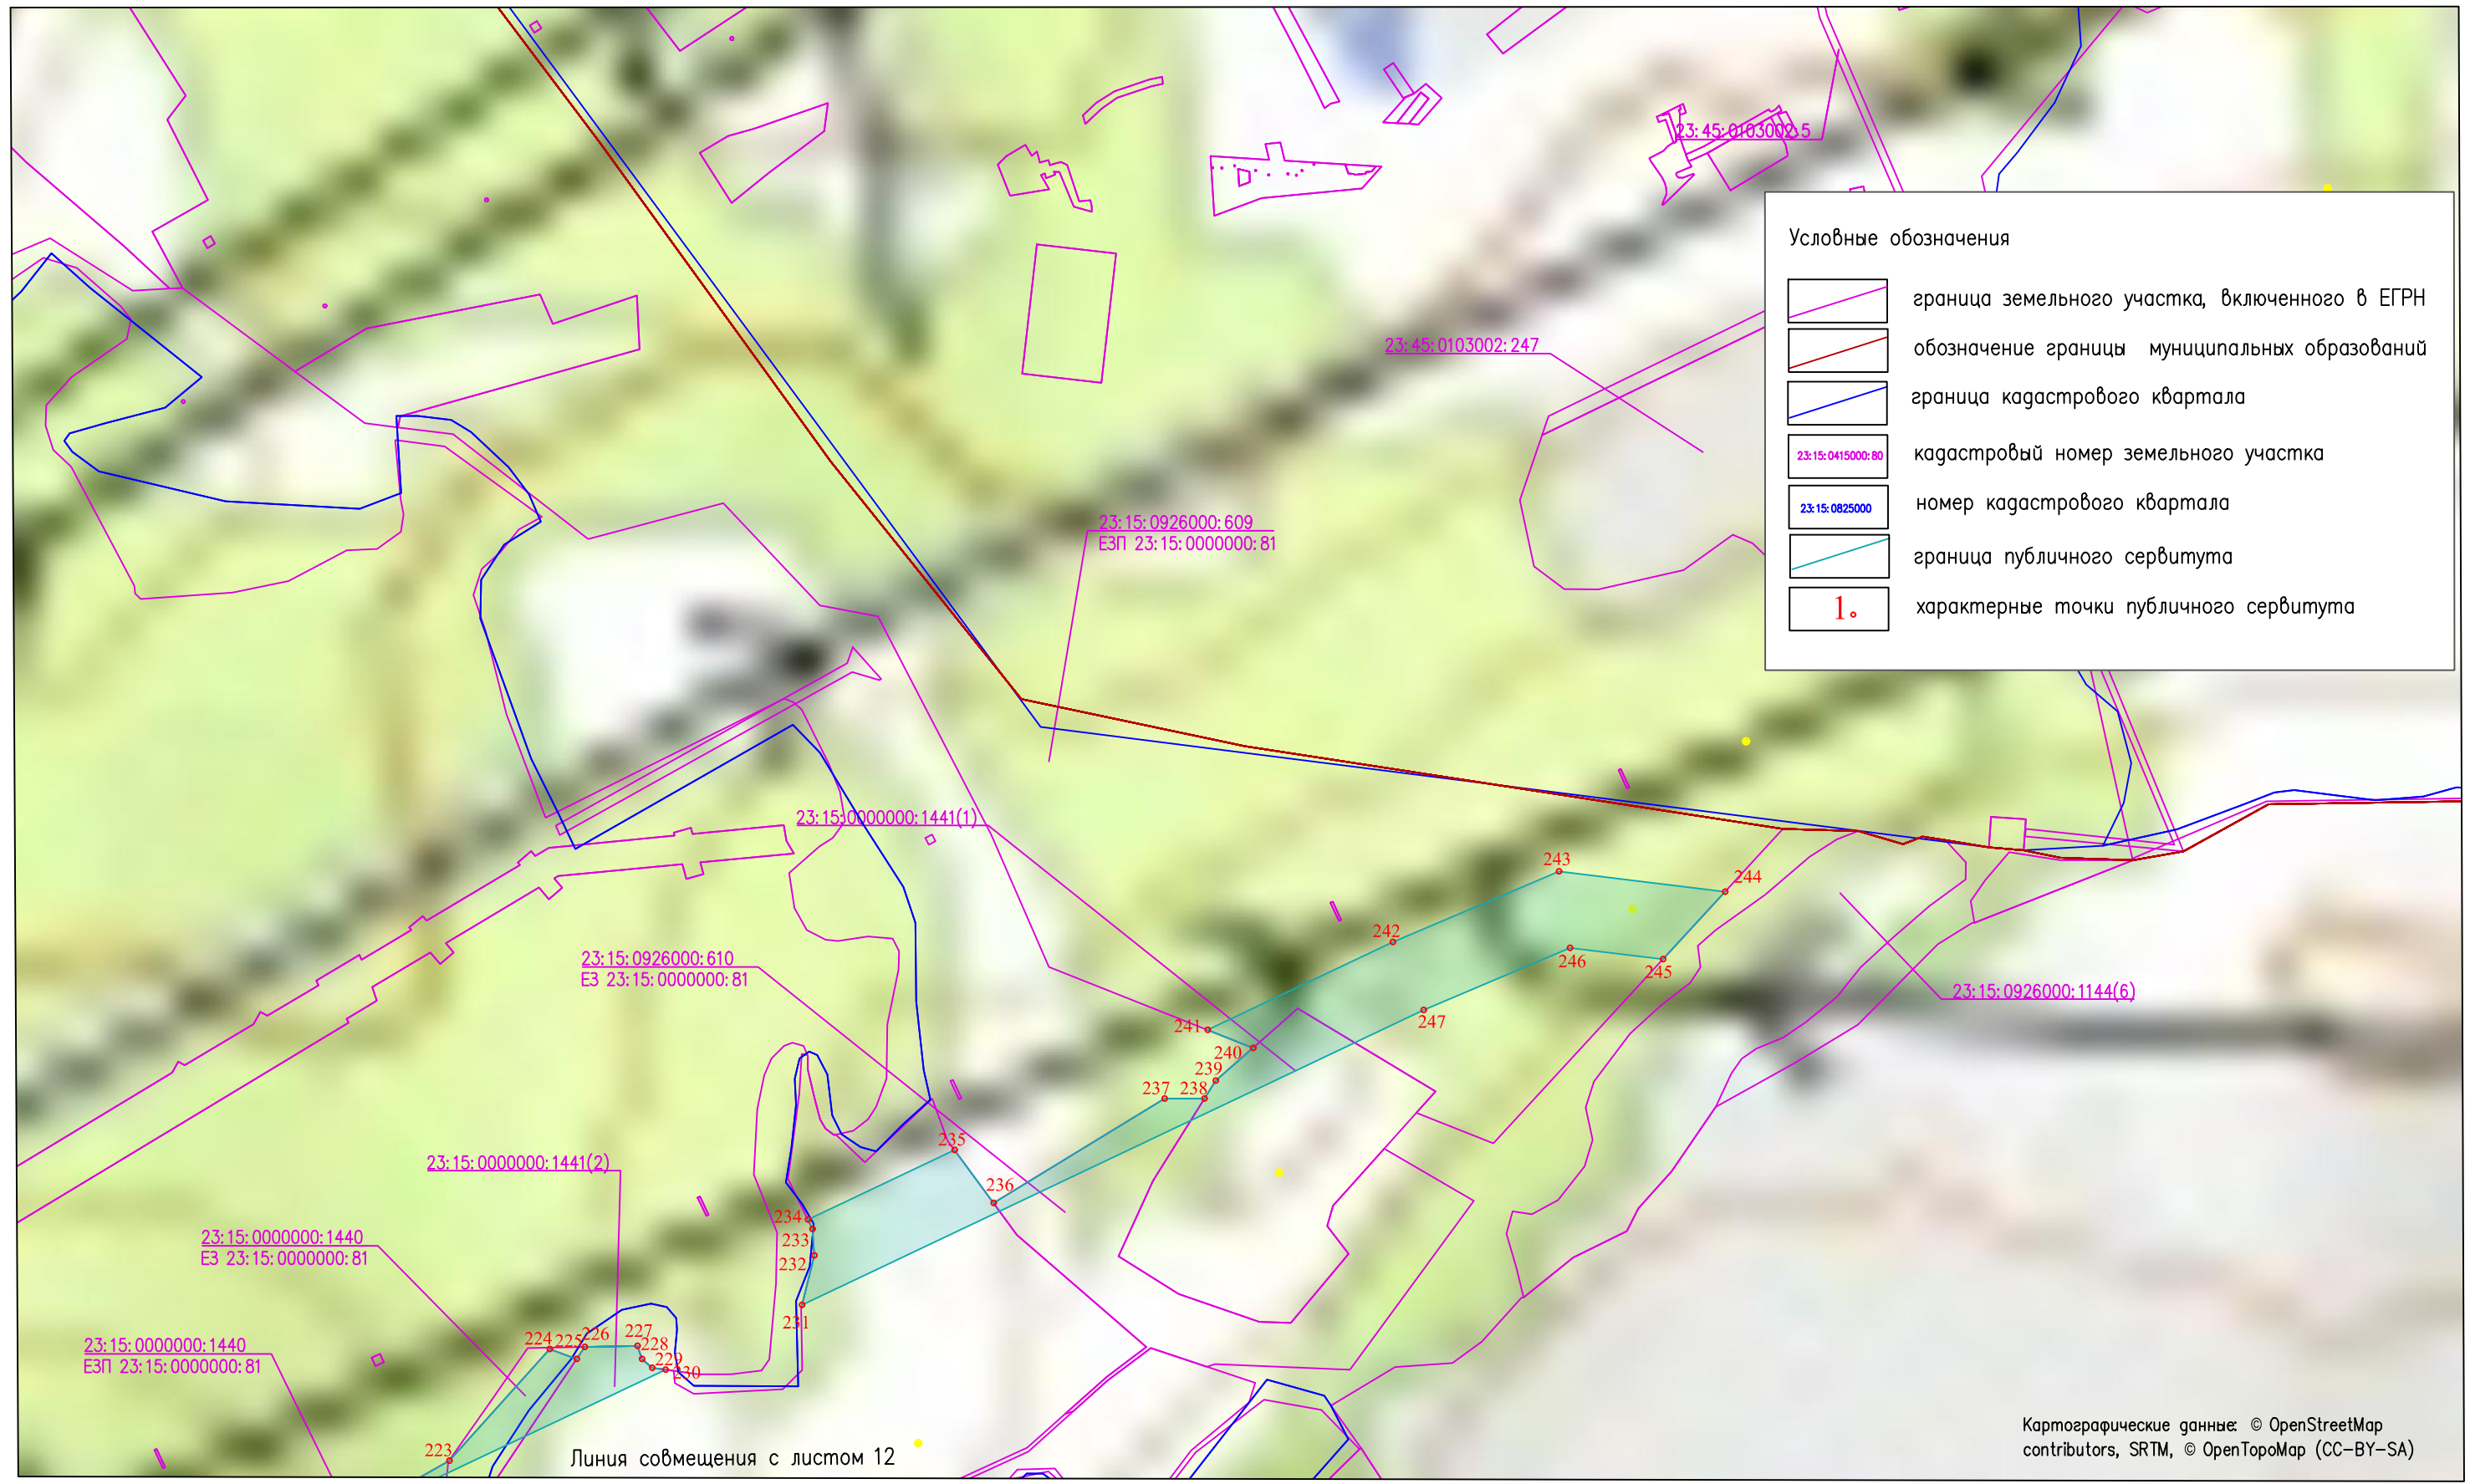 23:45:0103002:5
Условные обозначения
граница земельного участка, включенного в ЕГРН
обозначение границы муниципальных образований
граница кадастрового квартала
23:15:0415000:80
кадастровый номер земельного участка
23:15:0825000
номер кадастрового квартала
граница публичного сервитута
1.
характерные точки публичного сервитута
23:45:0103002:247
23:15:0926000:609
ЕЗП 23:15:0000000:81
23:15:0000000:1441(1)
243
244
242
246
245
23:15:0926000:610
ЕЗ 23:15:0000000:81
23:15:0926000:1144(6)
247
241
240
239
237
238
235
23:15:0000000:1441(2)
236
234
233
232
23:15:0000000:1440
ЕЗ 23:15:0000000:81
231
224
225
226
227
228
229
230
23:15:0000000:1440
ЕЗП 23:15:0000000:81
223
Линия совмещения с листом 12
Картографические данные: © OpenStreetMap
contributors, SRTM, © OpenTopoMap (CC-BY-SA)